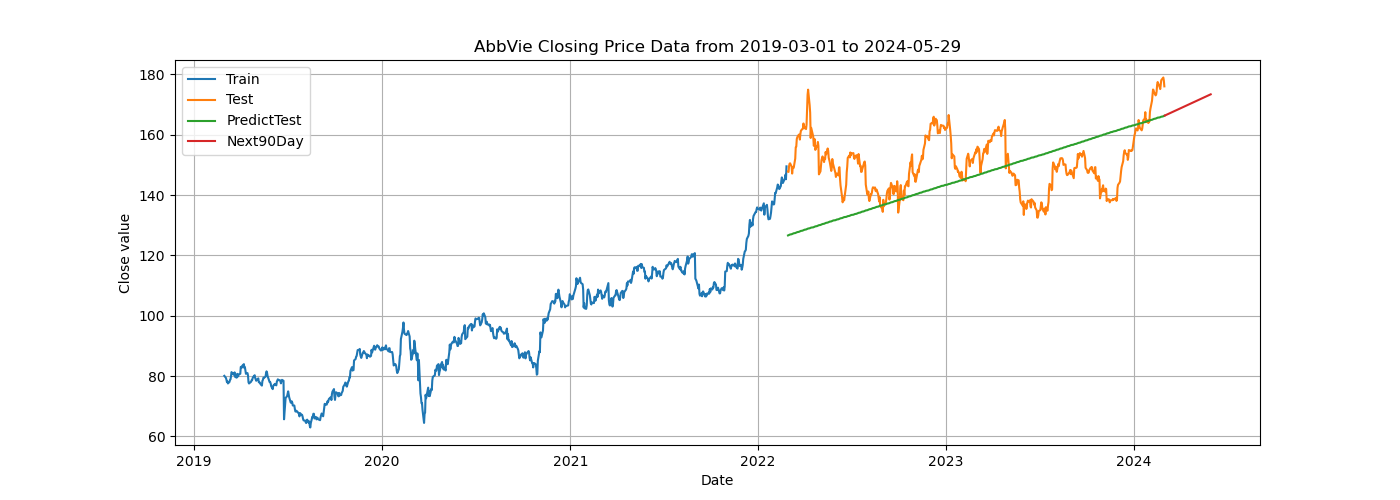 AbbVie Closing Price Data from 2019-03-01 to 2024-05-29
Train
Test
PredictTest
Next90Day
180
160
140
120
100
80
60
Close value
2019
2020
2021
2022
2023
2024
Date